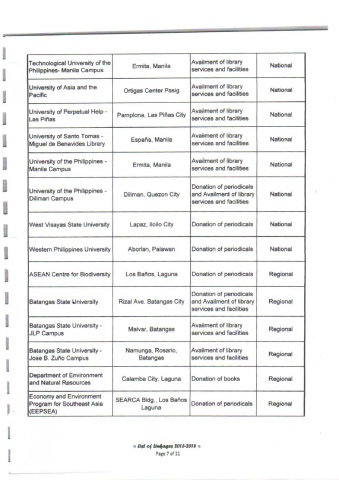 Technological University of the Philippines- Manila Campus | Ermita, Manila | Availment of library services and facilities | National
University of Asia and the Pacific | Ortigas Center Pasig | Availment of library services and facilities | National
University of Perpetual Help - Las Piñas | Pamplona, Las Piñas City | Availment of library services and facilities | National
University of Santo Tomas - Miguel de Benavides Library | España, Manila | Availment of library services and facilities | National
University of the Philippines - Manila Campus | Ermita, Manila | Availment of library services and facilities | National
University of the Philippines - Diliman Campus | Diliman, Quezon City | Donation of periodicals and Availment of library services and facilities | National
West Visayas State University | Lapaz, Iloilo City | Donation of periodicals | National
Western Philippines University | Aborlan, Palawan | Donation of periodicals | National
ASEAN Centre for Biodiversity | Los Baños, Laguna | Donation of periodicals | Regional
Batangas State University | Rizal Ave. Batangas City | Donation of periodicals and Availment of library services and facilities | Regional
Batangas State University - JLP Campus | Malvar, Batangas | Availment of library services and facilities | Regional
Batangas State University - Jose B. Zuño Campus | Namunga, Rosario, Batangas | Availment of library services and facilities | Regional
Department of Environment and Natural Resources | Calamba City, Laguna | Donation of books | Regional
Economy and Environment Program for Southeast Asia (EEPSEA) | SEARCA Bldg., Los Baños Laguna | Donation of periodicals | Regional
List of linkages 2013-2018
Page 7 of 11